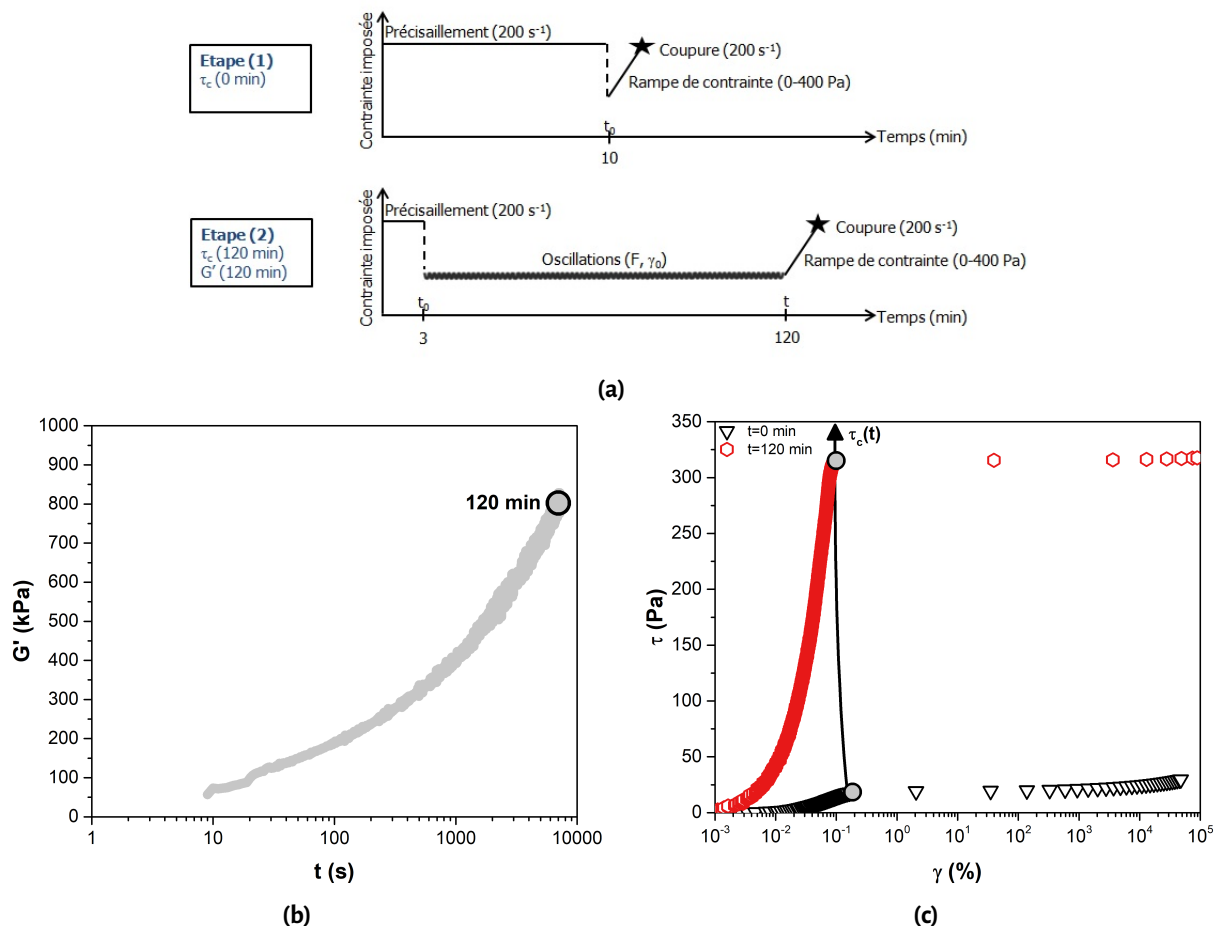 Contrainte imposée
Précisaillement (200 s⁻¹)
Etape (1)
τc (0 min)
Coupure (200 s⁻¹)
Rampe de contrainte (0-400 Pa)
t₀
Temps (min)
10
Contrainte imposée
Précisaillement (200 s⁻¹)
Etape (2)
τc (120 min)
G' (120 min)
Coupure (200 s⁻¹)
Oscillations (F, γ₀)
Rampe de contrainte (0-400 Pa)
t₀
t
Temps (min)
3
120
(a)
G' (kPa)
1000
900
800
700
600
500
400
300
200
100
0
120 min
1
10
100
1000
10000
t (s)
(b)
τ (Pa)
350
300
250
200
150
100
50
0
t=0 min
t=120 min
τc(t)
10⁻³
10⁻²
10⁻¹
10⁰
10¹
10²
10³
10⁴
10⁵
γ (%)
(c)